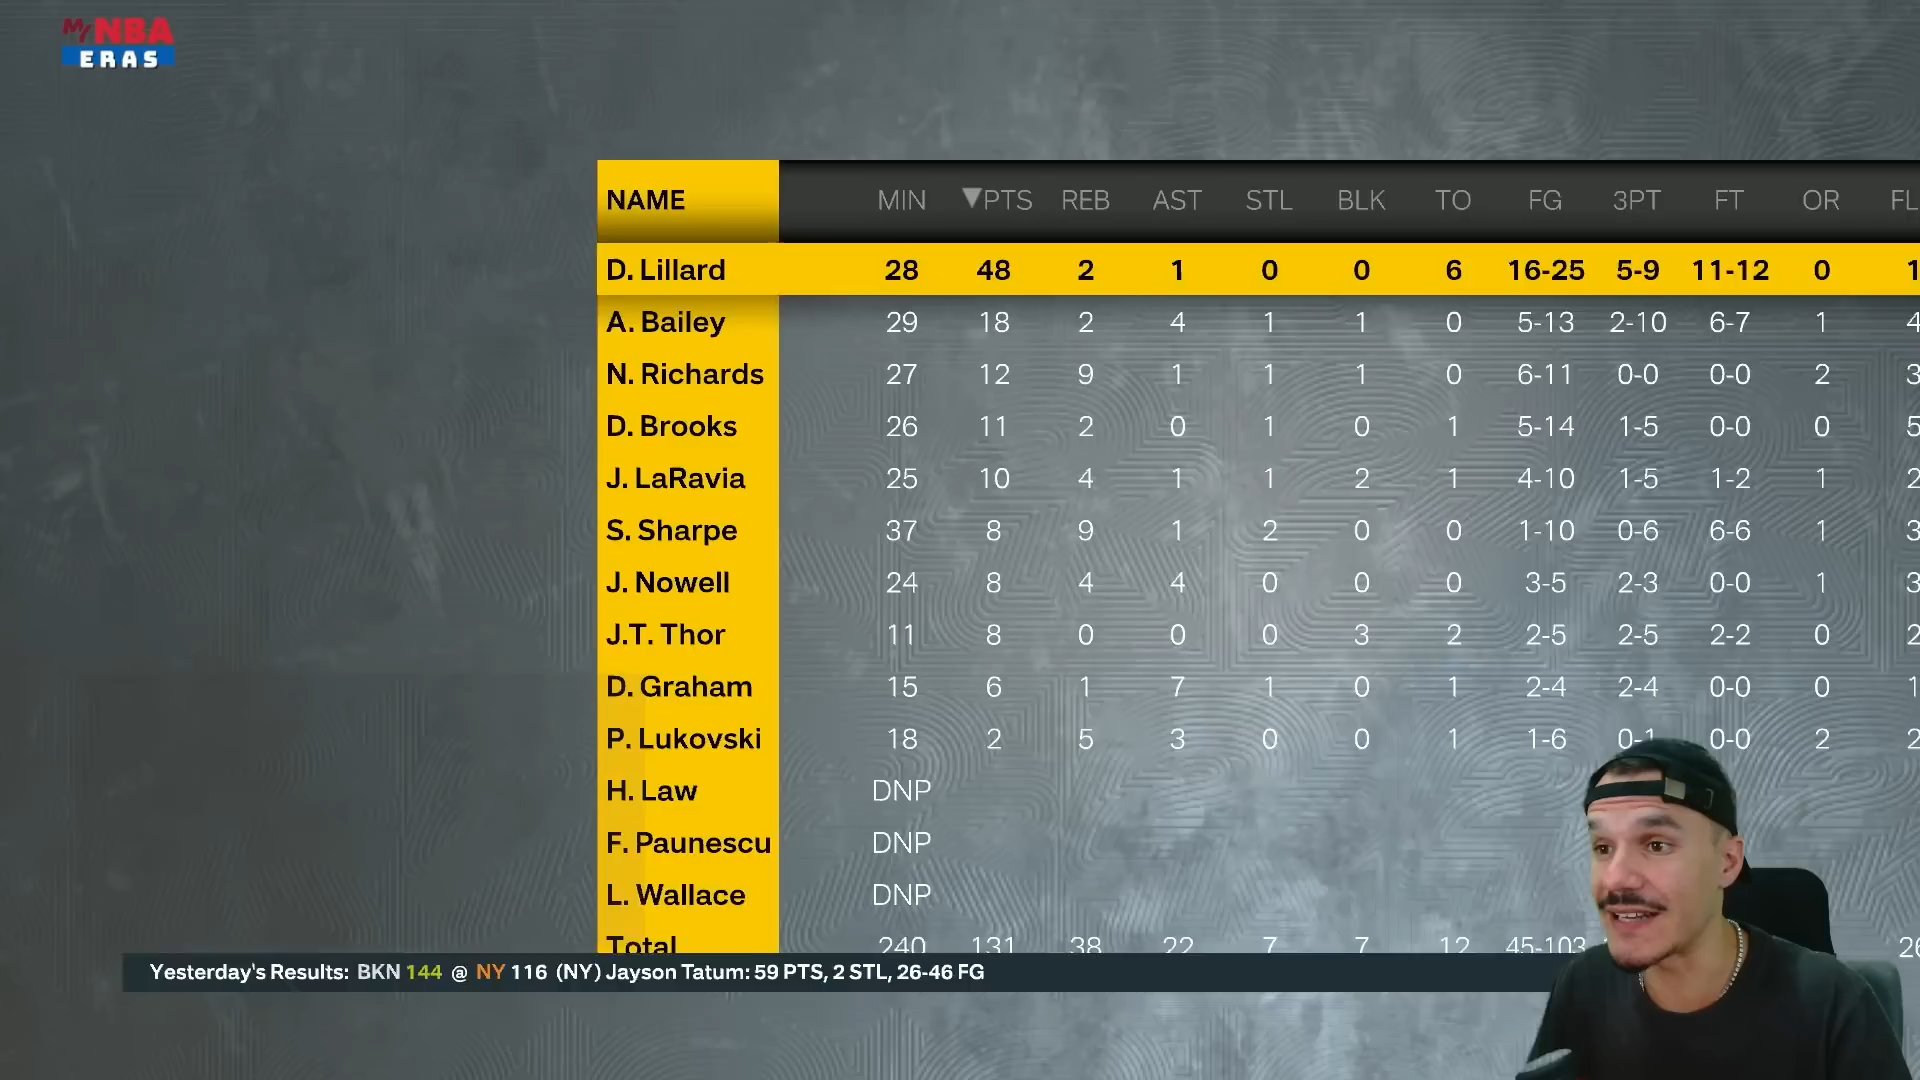 MyNBA
ERAS
NAME MIN ▼PTS REB AST STL BLK TO FG 3PT FT OR FL
D. Lillard 28 48 2 1 0 0 6 16-25 5-9 11-12 0 1
A. Bailey 29 18 2 4 1 1 0 5-13 2-10 6-7 1 4
N. Richards 27 12 9 1 1 1 0 6-11 0-0 0-0 2 3
D. Brooks 26 11 2 0 1 0 1 5-14 1-5 0-0 0 5
J. LaRavia 25 10 4 1 1 2 1 4-10 1-5 1-2 1 2
S. Sharpe 37 8 9 1 2 0 0 1-10 0-6 6-6 1 3
J. Nowell 24 8 4 4 0 0 0 3-5 2-3 0-0 1 3
J.T. Thor 11 8 0 0 0 3 2 2-5 2-5 2-2 0 2
D. Graham 15 6 1 7 1 0 1 2-4 2-4 0-0 0 1
P. Lukovski 18 2 5 3 0 0 1 1-6 0-1 0-0 2 2
H. Law DNP
F. Paunescu DNP
L. Wallace DNP
Total 240 131 38 22 7 7 12 45-103 26
Yesterday's Results: BKN 144 @ NY 116 (NY) Jayson Tatum: 59 PTS, 2 STL, 26-46 FG